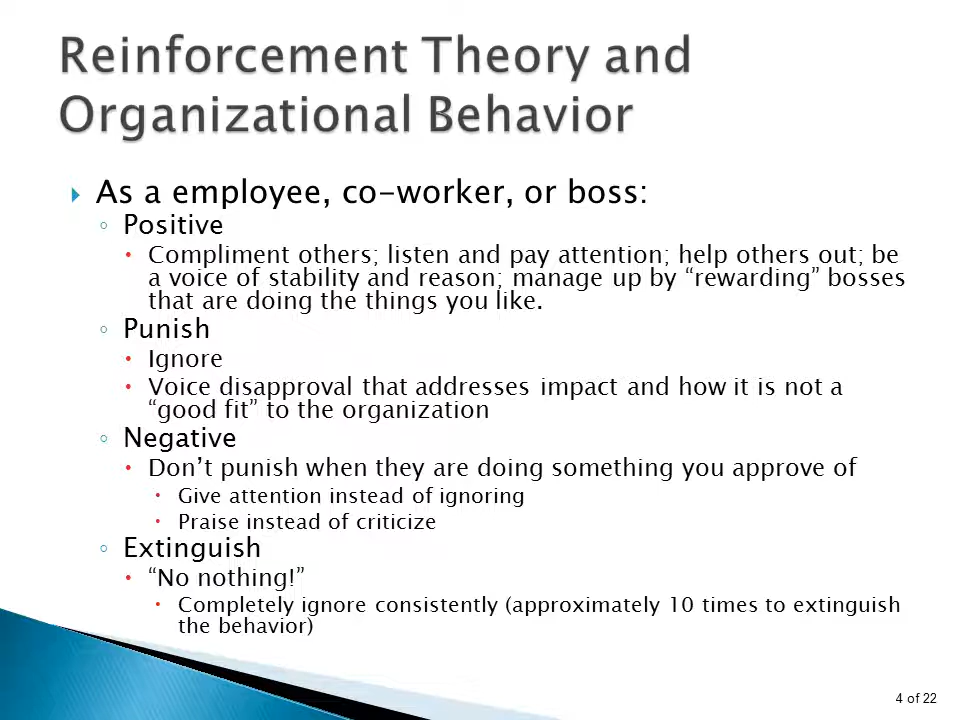 Reinforcement Theory and
Organizational Behavior
As a employee, co-worker, or boss:
Positive
Compliment others; listen and pay attention; help others out; be
a voice of stability and reason; manage up by “rewarding” bosses
that are doing the things you like.
Punish
Ignore
Voice disapproval that addresses impact and how it is not a
“good fit” to the organization
Negative
Don’t punish when they are doing something you approve of
Give attention instead of ignoring
Praise instead of criticize
Extinguish
“No nothing!”
Completely ignore consistently (approximately 10 times to extinguish
the behavior)
4 of 22